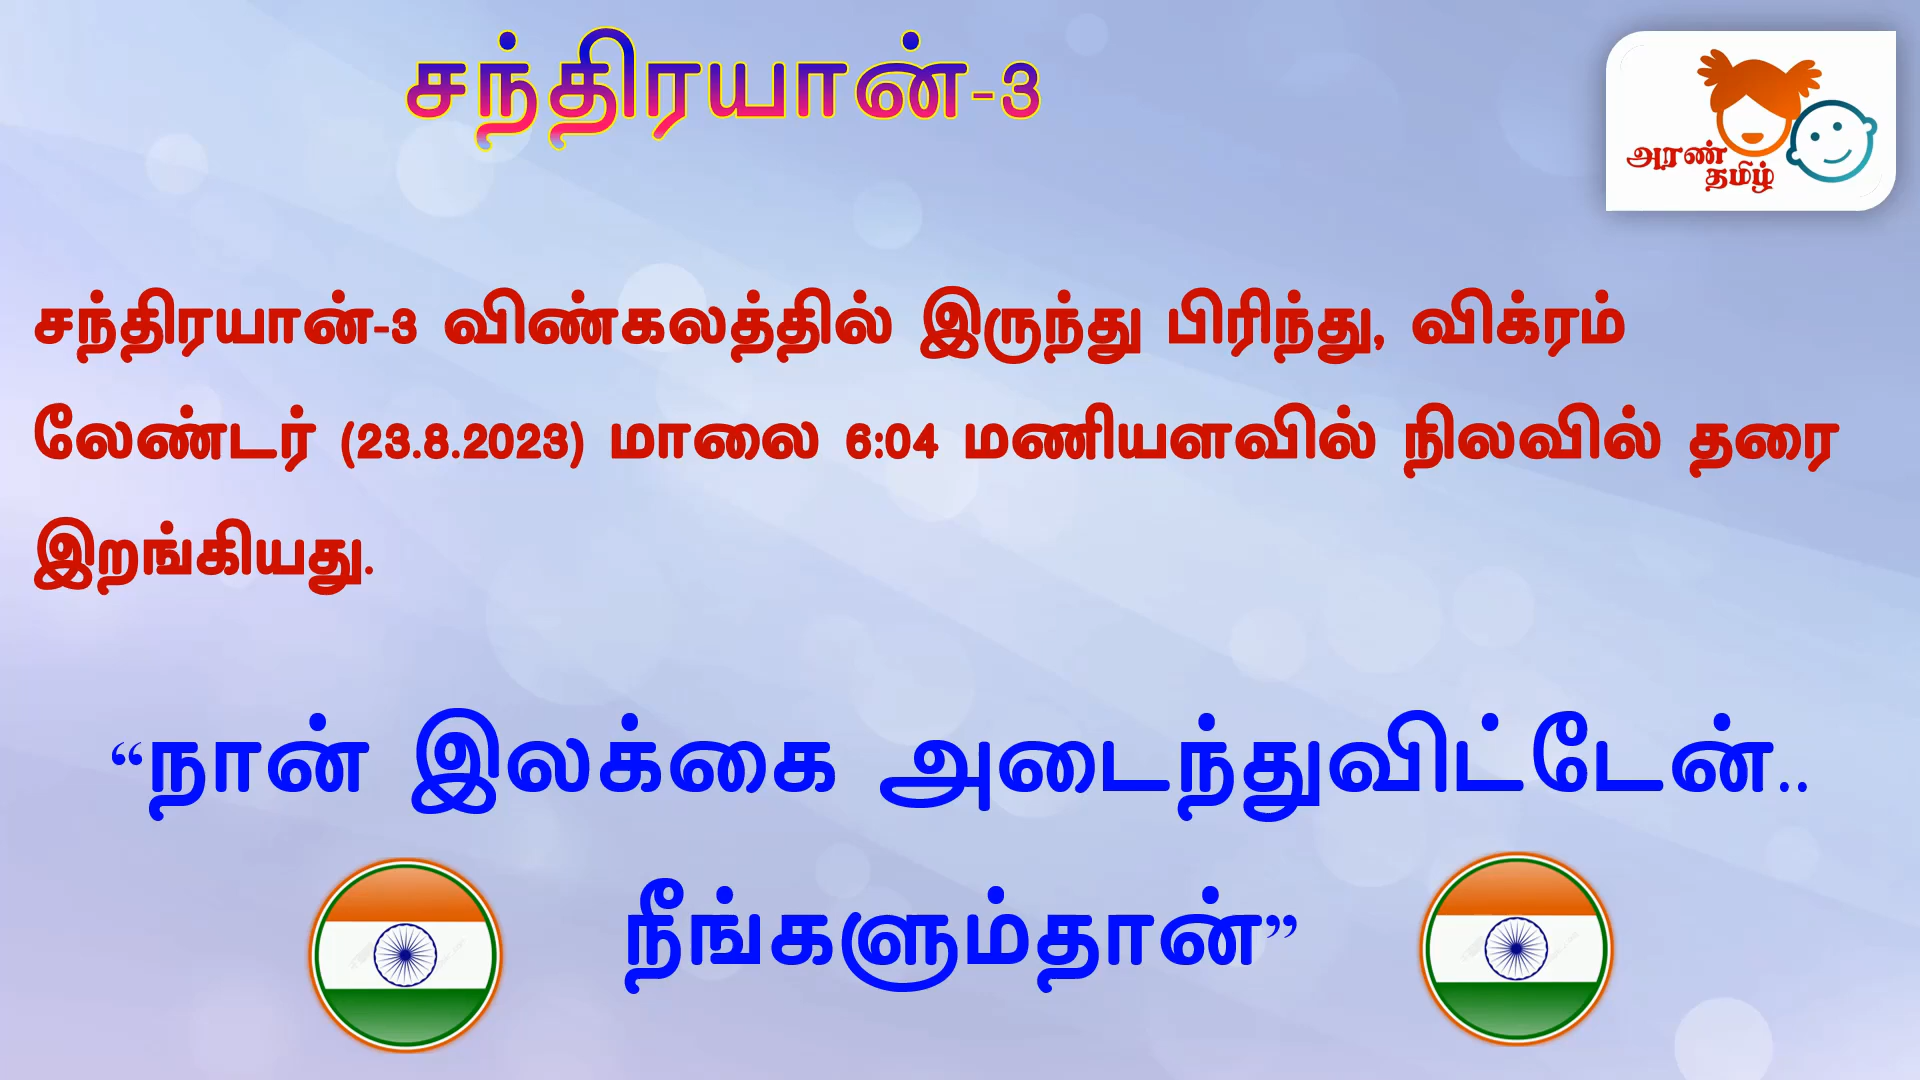 சந்திரயான்-3
அரண்
தமிழ்
சந்திரயான்-3 விண்கலத்தில் இருந்து பிரிந்து, விக்ரம்
லேண்டர் (23.8.2023) மாலை 6:04 மணியளவில் நிலவில் தரை
இறங்கியது.
“நான் இலக்கை அடைந்துவிட்டேன்..
நீங்களும்தான்”